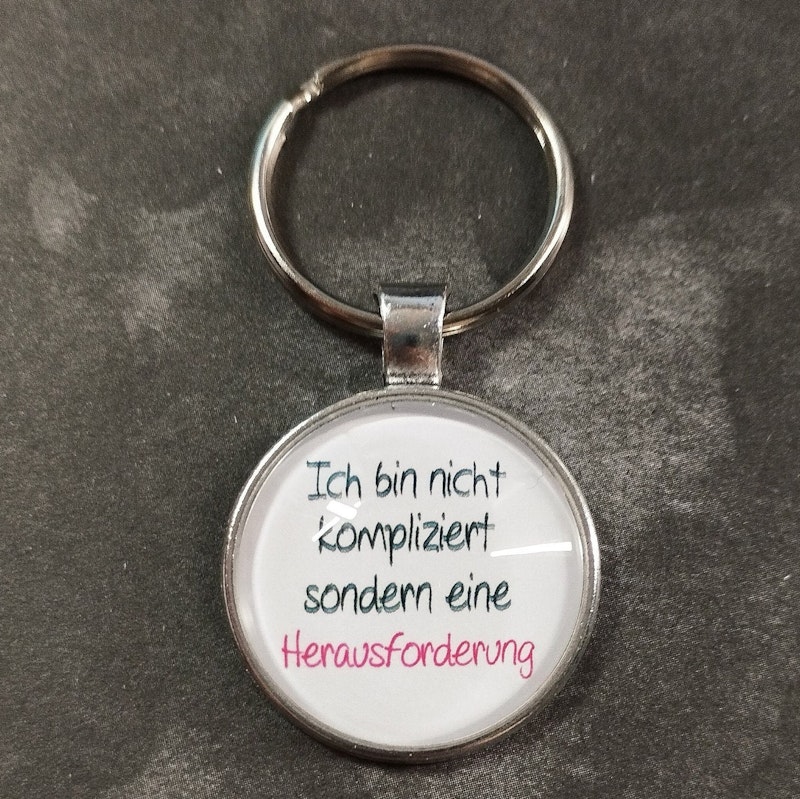 Ich bin nicht
kompliziert
sondern eine
Herausforderung